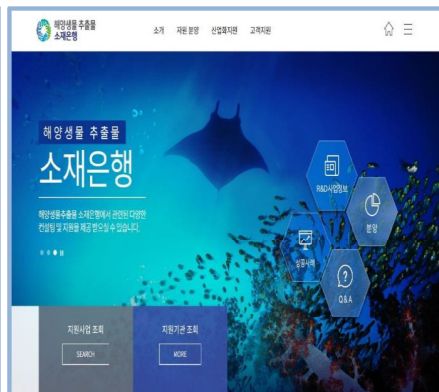 해양생물 추출물
소재은행
소개 자원 분양 산업화지원 고객지원
해양생물 추출물
소재은행
해양생물추출물 소재은행에서 관련된 다양한
컨설팅 및 지원을 제공 받으실 수 있습니다.
R&D사업정보
분양
성공사례
Q&A
지원사업 조회
SEARCH
지원기관 조회
MORE